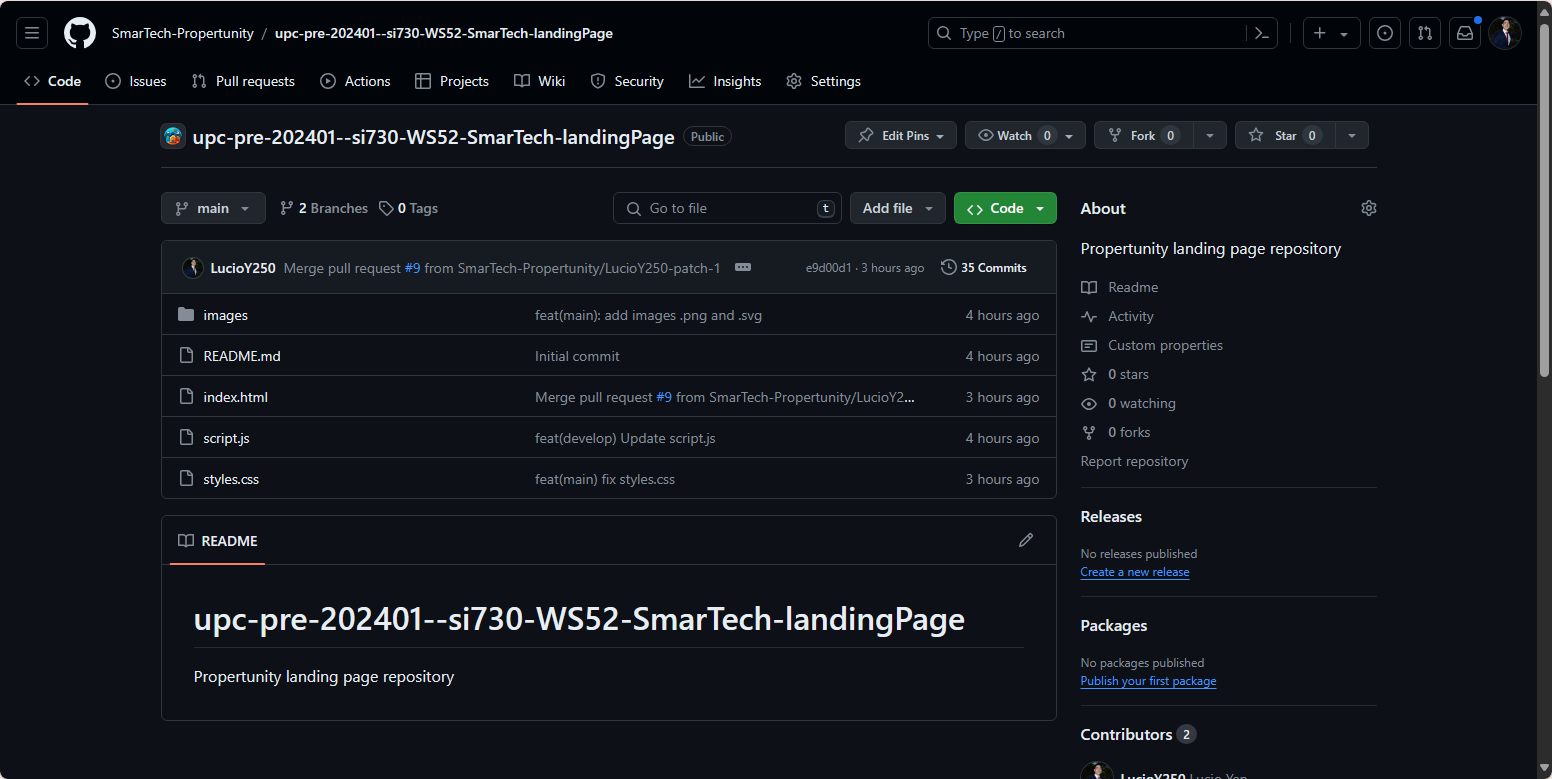 SmarTech-Propertunity / upc-pre-202401--si730-WS52-SmarTech-landingPage
Type / to search
Code Issues Pull requests Actions Projects Wiki Security Insights Settings
upc-pre-202401--si730-WS52-SmarTech-landingPage Public
Edit Pins Watch 0 Fork 0 Star 0
main 2 Branches 0 Tags Go to file t Add file Code
LucioY250 Merge pull request #9 from SmarTech-Propertunity/LucioY250-patch-1 e9d00d1 · 3 hours ago 35 Commits
images feat(main): add images .png and .svg 4 hours ago
README.md Initial commit 4 hours ago
index.html Merge pull request #9 from SmarTech-Propertunity/LucioY2... 3 hours ago
script.js feat(develop) Update script.js 4 hours ago
styles.css feat(main) fix styles.css 3 hours ago
README
upc-pre-202401--si730-WS52-SmarTech-landingPage
Propertunity landing page repository
About
Propertunity landing page repository
Readme
Activity
Custom properties
0 stars
0 watching
0 forks
Report repository
Releases
No releases published
Create a new release
Packages
No packages published
Publish your first package
Contributors 2
LucioY250 Lucio Yen